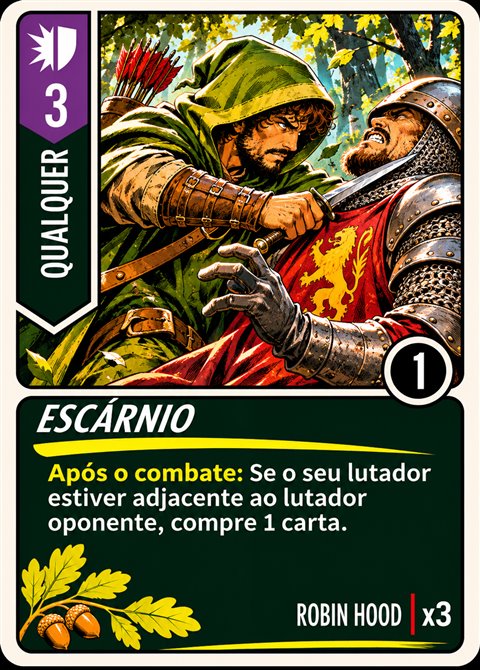 3
QUALQUER
1
ESCÁRNIO
Após o combate: Se o seu lutador
estiver adjacente ao lutador
oponente, compre 1 carta.
ROBIN HOOD | x3